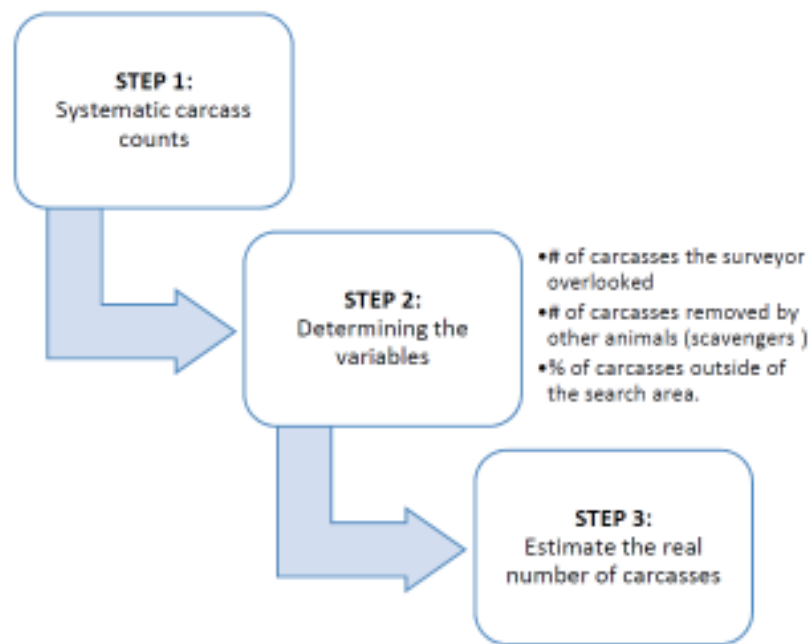 STEP 1:
Systematic carcass
counts
STEP 2:
Determining the
variables
•# of carcasses the surveyor
overlooked
•# of carcasses removed by
other animals (scavengers )
•% of carcasses outside of
the search area.
STEP 3:
Estimate the real
number of carcasses